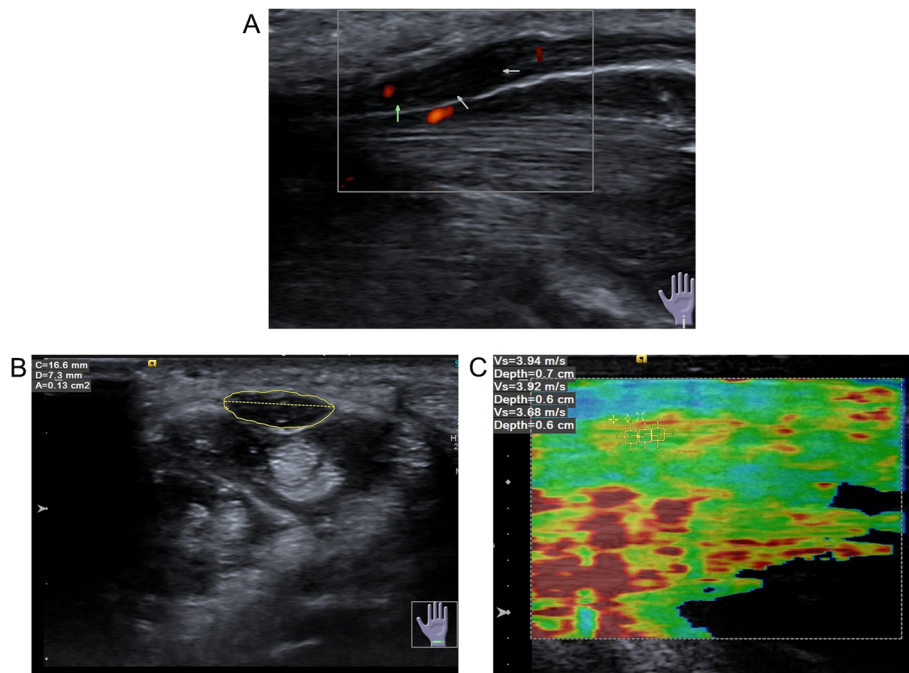 A
B
C=16.6 mm
D=7.3 mm
A=0.13 cm2
C
Vs=3.94 m/s
Depth=0.7 cm
Vs=3.92 m/s
Depth=0.6 cm
Vs=3.68 m/s
Depth=0.6 cm